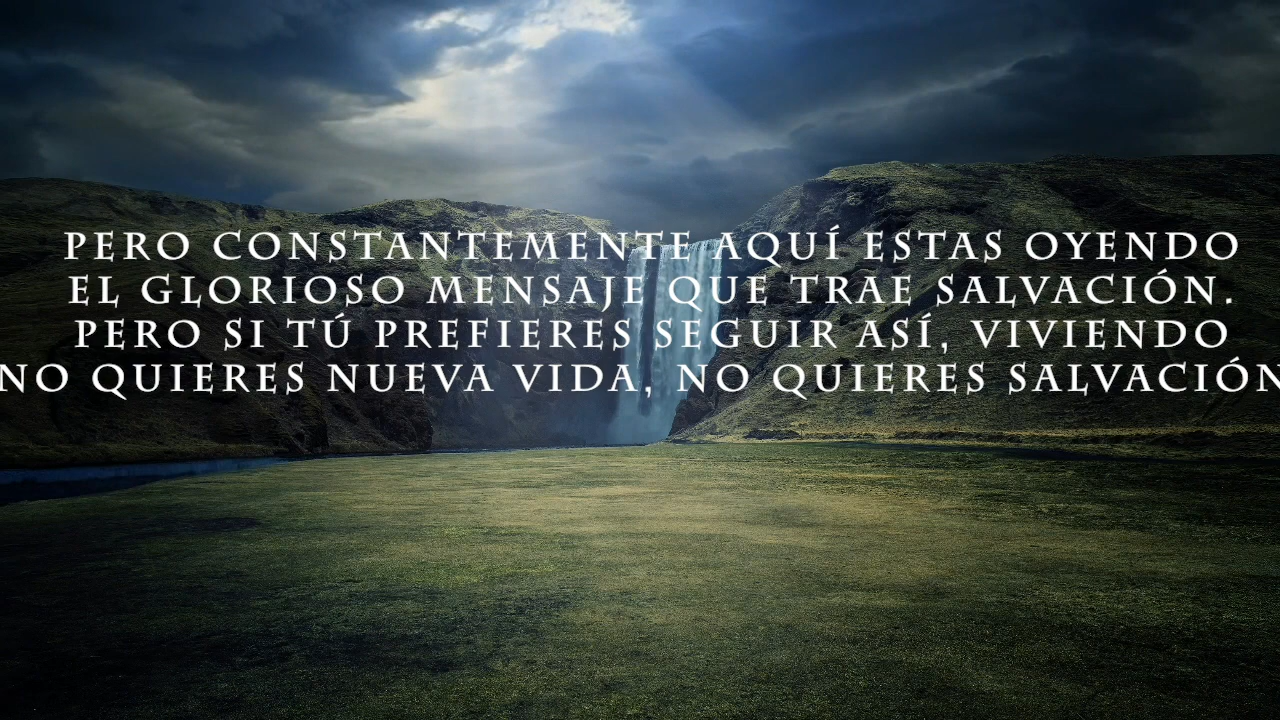 PERO CONSTANTEMENTE AQUÍ ESTAS OYENDO
EL GLORIOSO MENSAJE QUE TRAE SALVACIÓN.
PERO SI TÚ PREFIERES SEGUIR ASÍ, VIVIENDO
NO QUIERES NUEVA VIDA, NO QUIERES SALVACIÓN